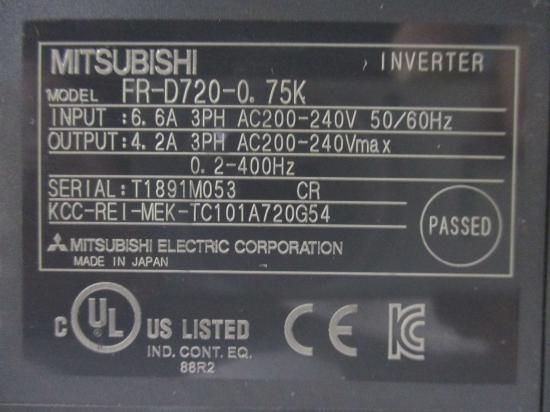 MITSUBISHI INVERTER
MODEL FR-D720-0.75K
INPUT :6.6A 3PH AC200-240V 50/60Hz
OUTPUT:4.2A 3PH AC200-240Vmax
0.2-400Hz
SERIAL:T1891M053 CR
KCC-REI-MEK-TC101A720G54
PASSED
MITSUBISHI ELECTRIC CORPORATION
MADE IN JAPAN
C UL US LISTED
IND. CONT. EQ.
88R2
CE